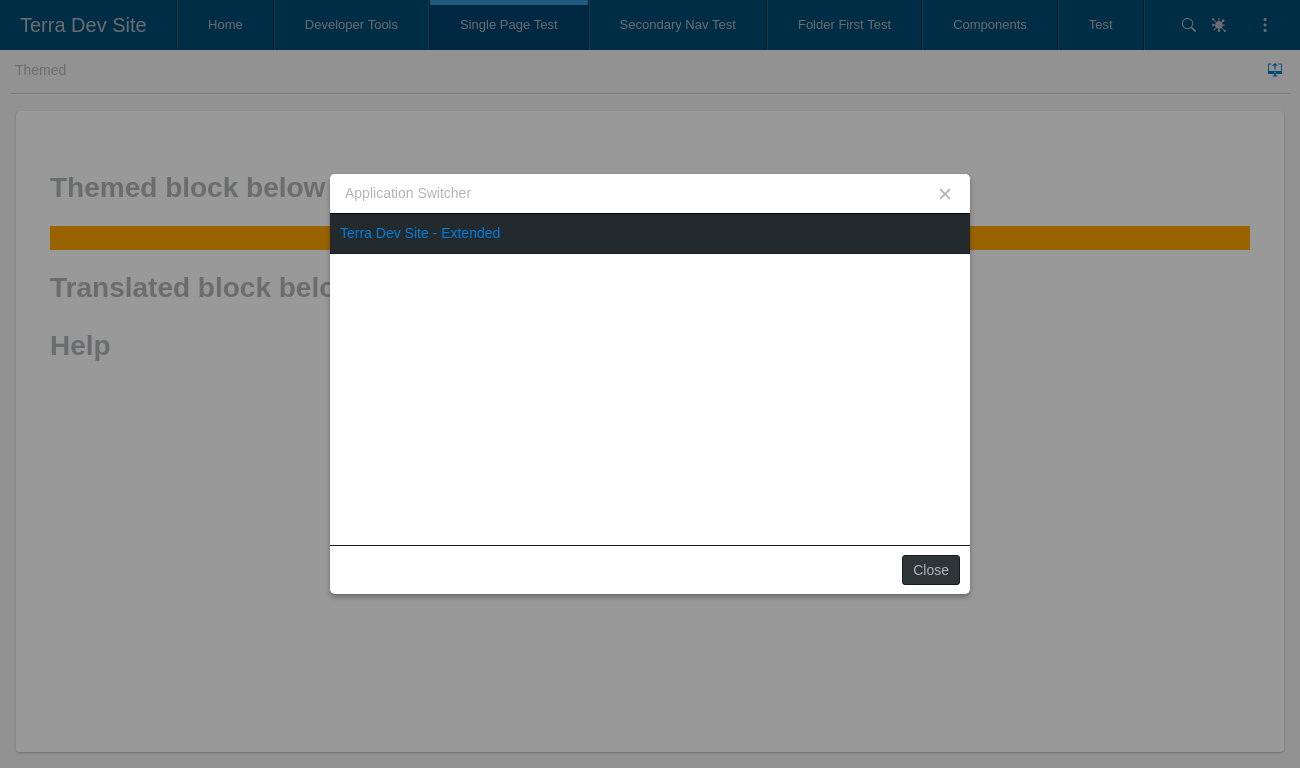 Terra Dev Site
Home
Developer Tools
Single Page Test
Secondary Nav Test
Folder First Test
Components
Test
Themed
Themed block below
Translated block belo
Help
Application Switcher
Terra Dev Site - Extended
Close